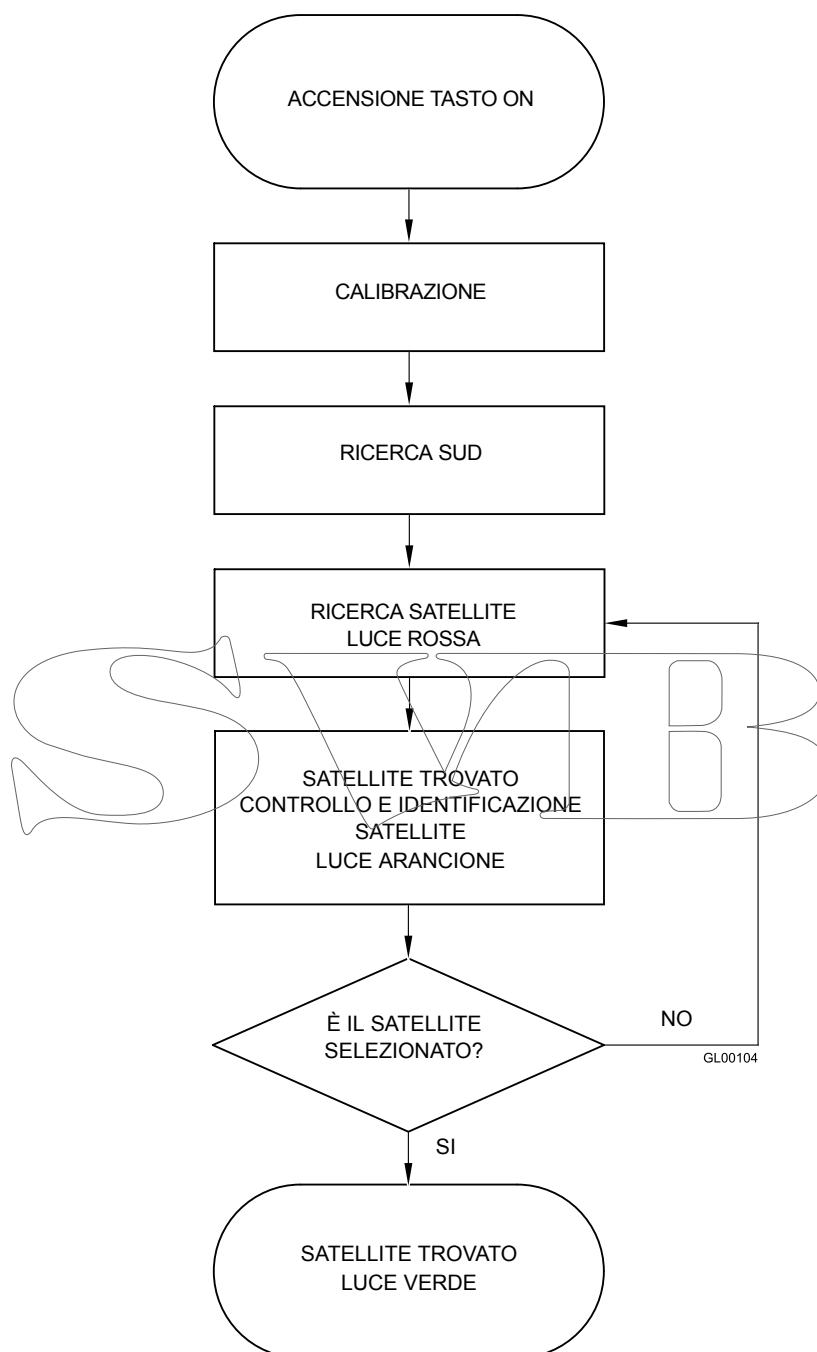 ACCENSIONE TASTO ON
CALIBRAZIONE
RICERCA SUD
RICERCA SATELLITE
LUCE ROSSA
SATELLITE TROVATO
CONTROLLO E IDENTIFICAZIONE
SATELLITE
LUCE ARANCIONE
È IL SATELLITE
SELEZIONATO?
NO
GL00104
SI
SATELLITE TROVATO
LUCE VERDE
SVB